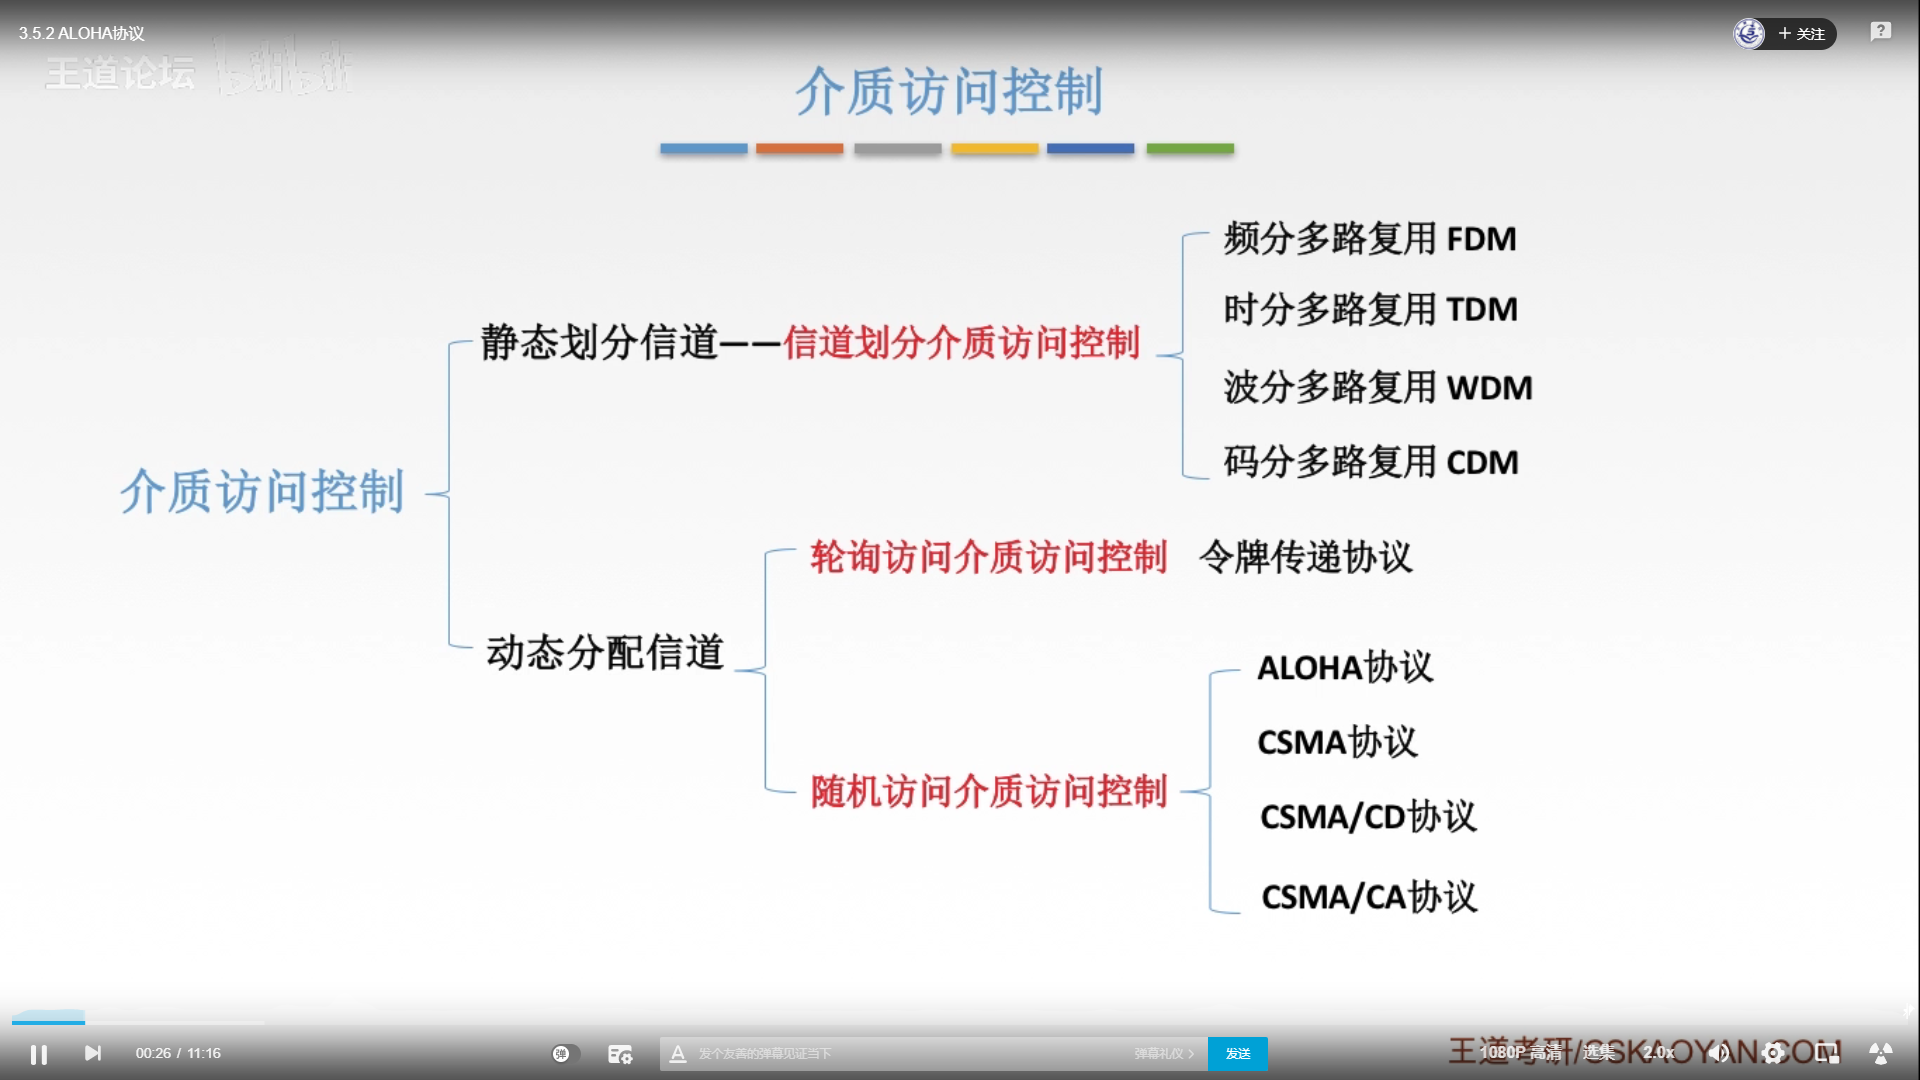 3.5.2 ALOHA协议
关注
王道论坛 bilibili
介质访问控制
频分多路复用 FDM
时分多路复用 TDM
静态划分信道——信道划分介质访问控制
波分多路复用 WDM
码分多路复用 CDM
介质访问控制
轮询访问介质访问控制 令牌传递协议
动态分配信道
ALOHA协议
CSMA协议
随机访问介质访问控制
CSMA/CD协议
CSMA/CA协议
00:26 / 11:16
弹
发个友善的弹幕见证当下
弹幕礼仪
发送
王道考研/CSKAOYAN.COM
1080P 高清
选集
2.0x